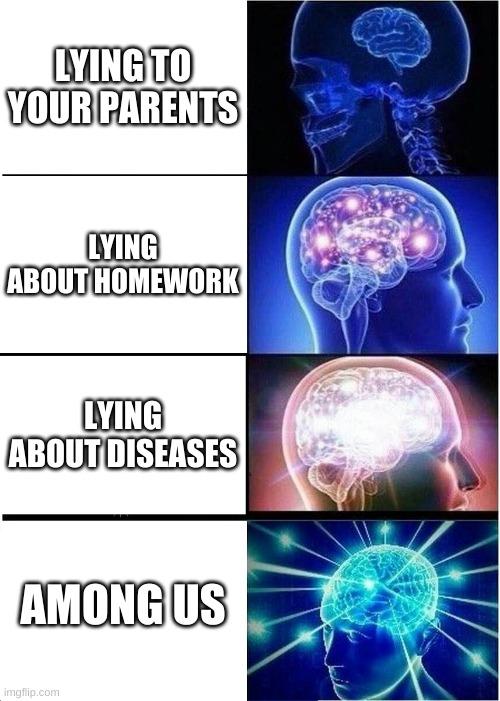 LYING TO
YOUR PARENTS
LYING
ABOUT HOMEWORK
LYING
ABOUT DISEASES
AMONG US
imgflip.com